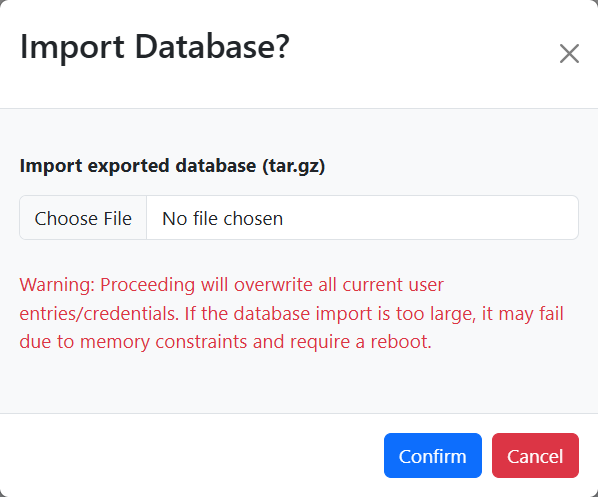 Import Database?
Import exported database (tar.gz)
Choose File No file chosen
Warning: Proceeding will overwrite all current user
entries/credentials. If the database import is too large, it may fail
due to memory constraints and require a reboot.
Confirm Cancel